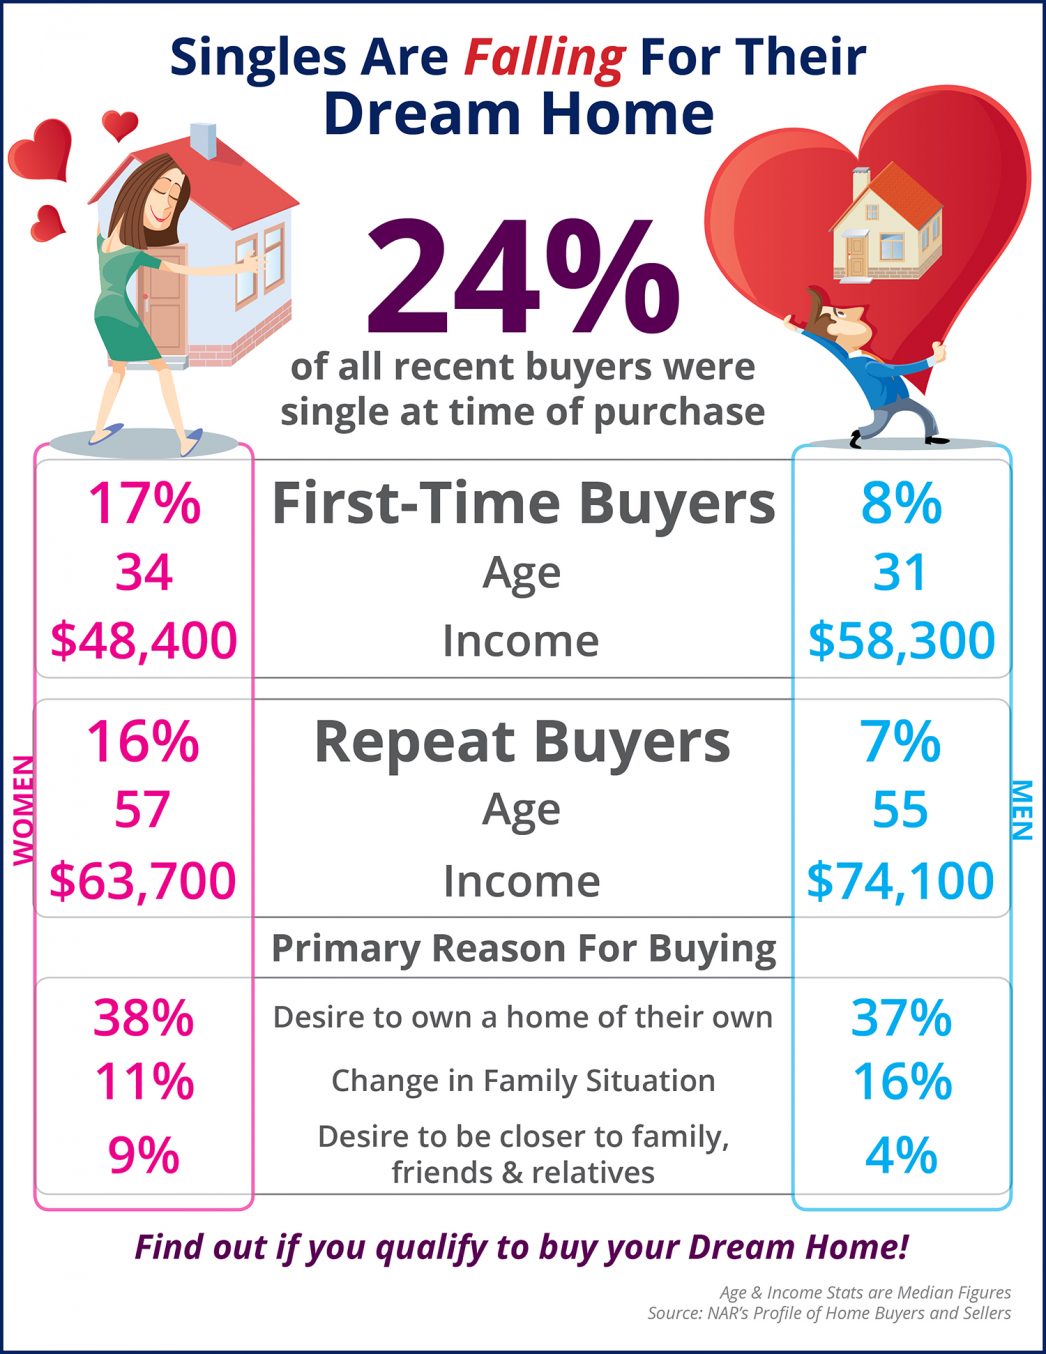 Singles Are Falling For Their
Dream Home
24%
of all recent buyers were
single at time of purchase
17% First-Time Buyers 8%
34 Age 31
$48,400 Income $58,300
16% Repeat Buyers 7%
57 Age 55
$63,700 Income $74,100
WOMEN
MEN
Primary Reason For Buying
38% Desire to own a home of their own 37%
11% Change in Family Situation 16%
9% Desire to be closer to family, 4%
friends & relatives
Find out if you qualify to buy your Dream Home!
Age & Income Stats are Median Figures
Source: NAR's Profile of Home Buyers and Sellers